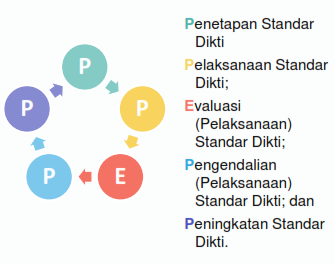 P
P
P
P
E
Penetapan Standar
Dikti
Pelaksanaan Standar
Dikti;
Evaluasi
(Pelaksanaan)
Standar Dikti;
Pengendalian
(Pelaksanaan)
Standar Dikti; dan
Peningkatan Standar
Dikti.